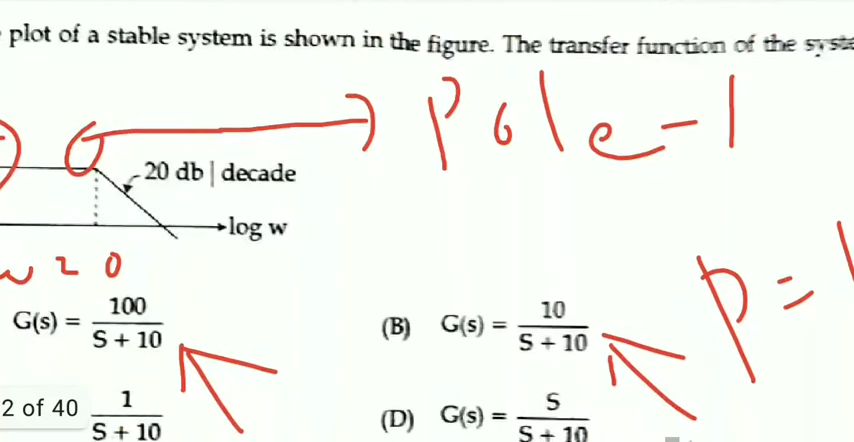 plot of a stable system is shown in the figure. The transfer function of the syste
Pole-1
-20 db | decade
log w
w = 0
p = 1
G(s) = 100 / S + 10
(B) G(s) = 10 / S + 10
2 of 40
1 / S + 10
(D) G(s) = S / S + 10